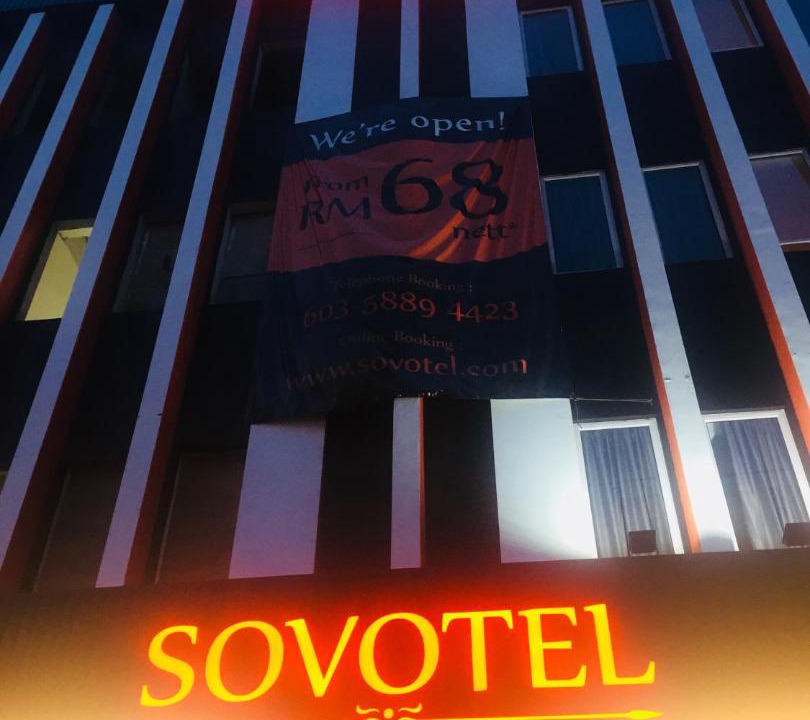 We're open!
From
RM 68
nett*
Telephone Booking :
603 5889 4423
Online Booking :
www.sovotel.com
SOVOTEL